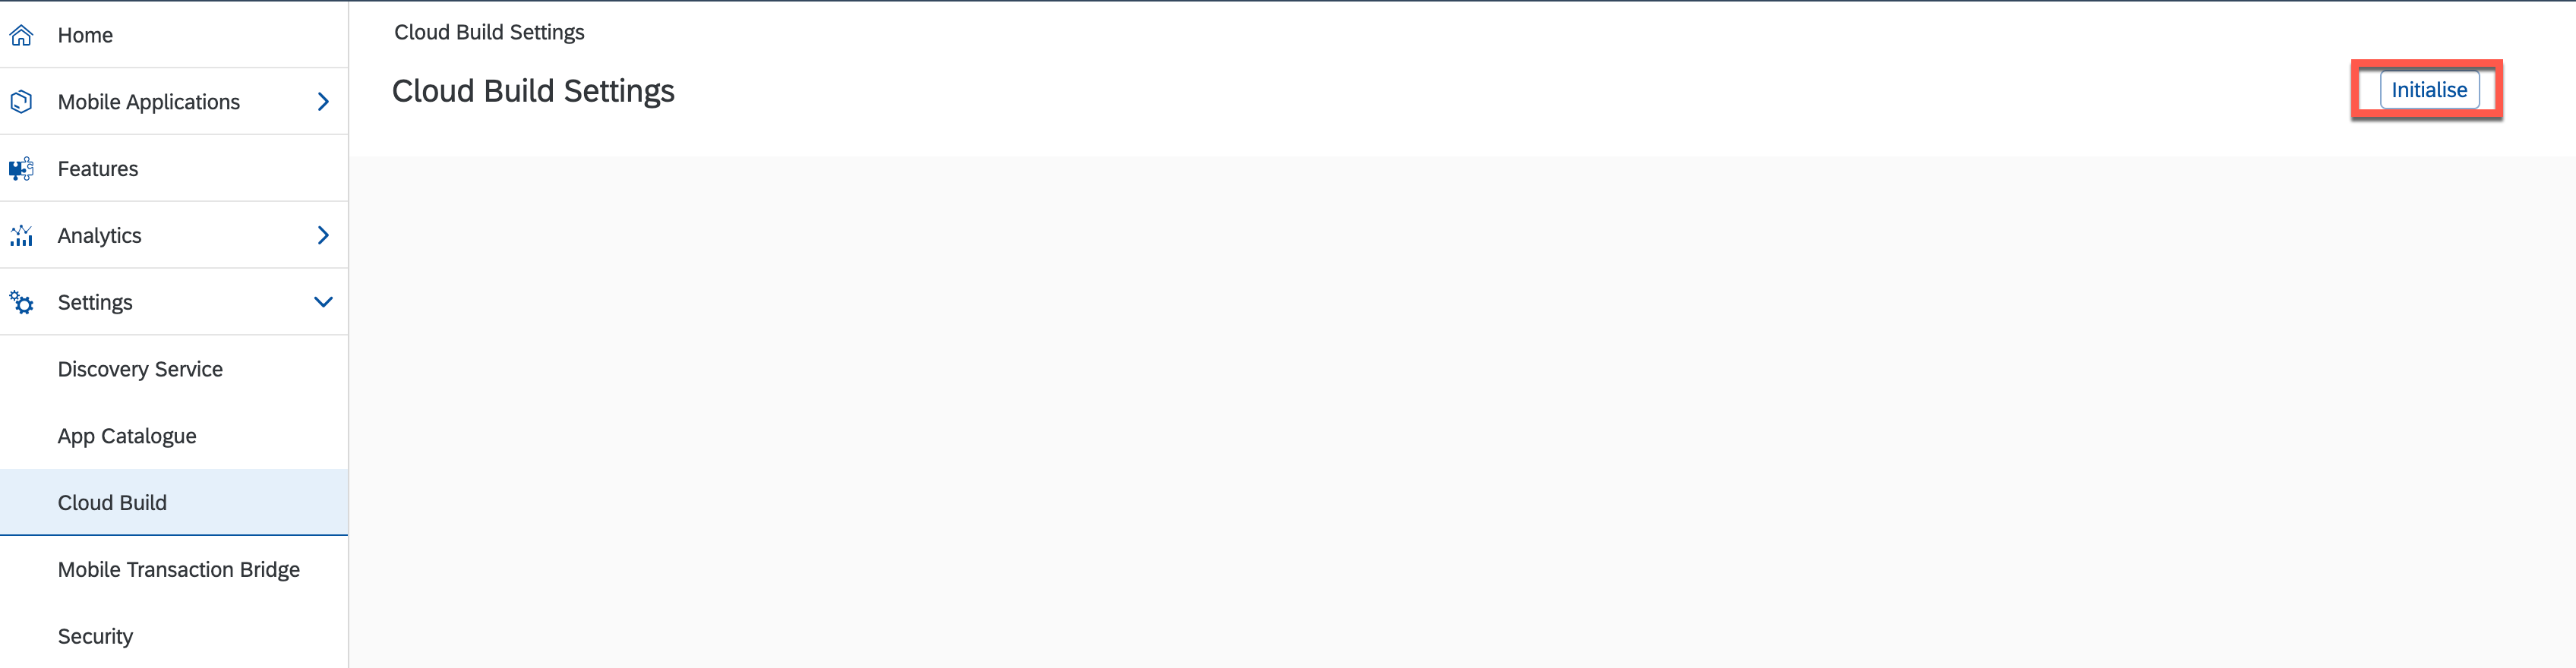 Home
Mobile Applications
Features
Analytics
Settings
Discovery Service
App Catalogue
Cloud Build
Mobile Transaction Bridge
Security
Cloud Build Settings
Cloud Build Settings
Initialise